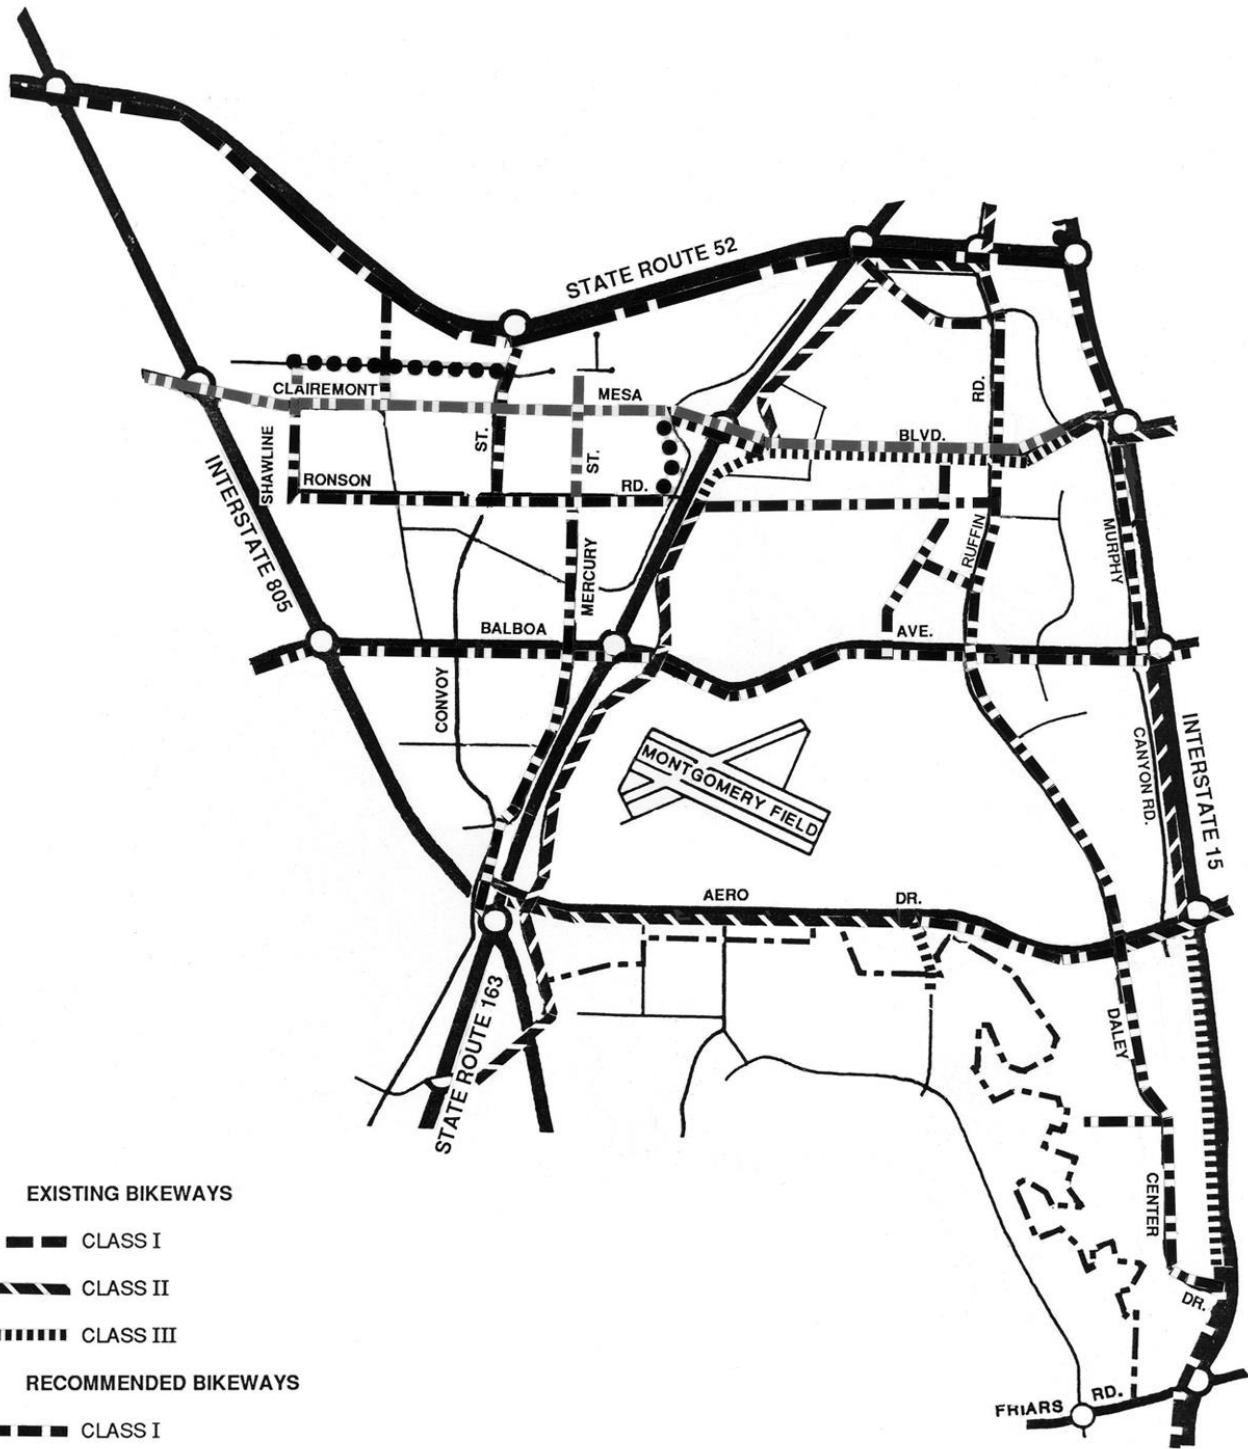 STATE ROUTE 52
CLAIREMONT
MESA
RD.
BLVD.
SHAWLINE
ST.
ST.
RONSON
RD.
INTERSTATE 805
MERCURY
RUFFIN
MURPHY
BALBOA
AVE.
CONVOY
MONTGOMERY FIELD
CANYON RD.
INTERSTATE 15
AERO
DR.
STATE ROUTE 163
DALEY
CENTER
DR.
FRIARS
RD.
EXISTING BIKEWAYS
CLASS I
CLASS II
CLASS III
RECOMMENDED BIKEWAYS
CLASS I